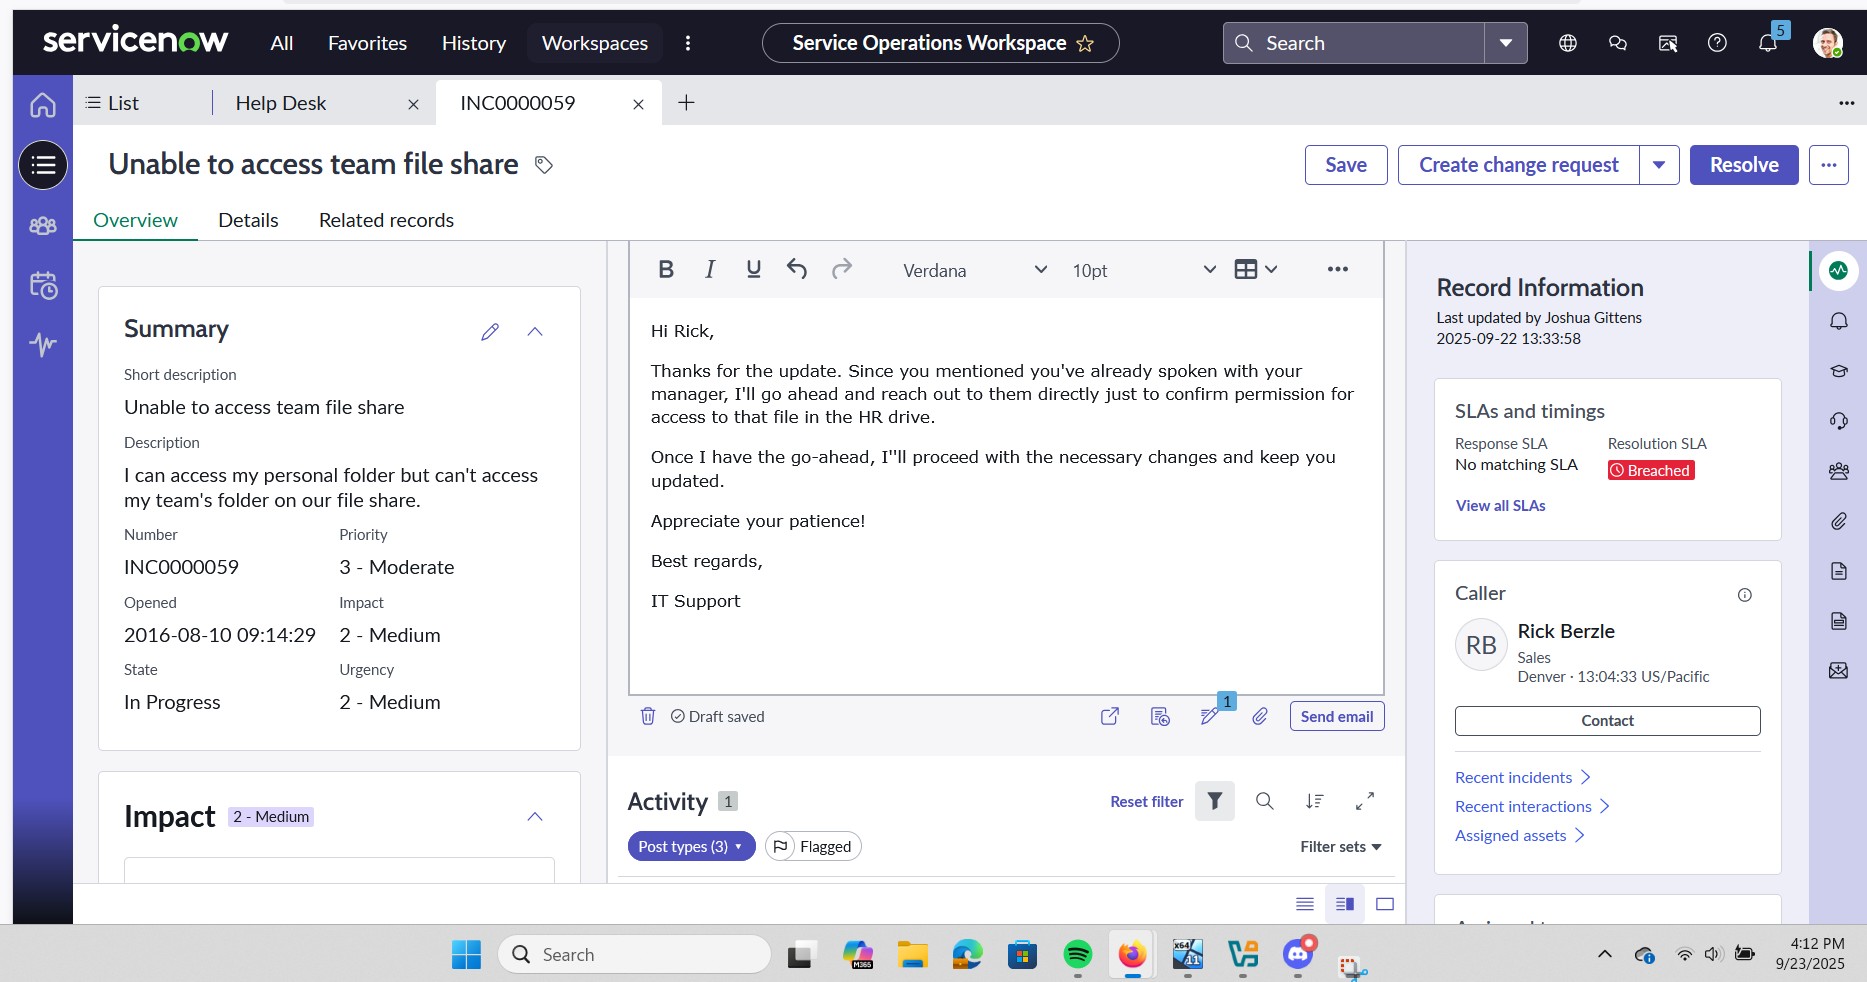 servicenow
All
Favorites
History
Workspaces
Service Operations Workspace
Search
5
List
Help Desk
INC0000059
Unable to access team file share
Save
Create change request
Resolve
Overview
Details
Related records
Summary
Short description
Unable to access team file share
Description
I can access my personal folder but can't access
my team's folder on our file share.
Number
Priority
INC0000059
3 - Moderate
Opened
Impact
2016-08-10 09:14:29
2 - Medium
State
Urgency
In Progress
2 - Medium
Impact
2 - Medium
B I U
Verdana
10pt
Hi Rick,
Thanks for the update. Since you mentioned you've already spoken with your
manager, I'll go ahead and reach out to them directly just to confirm permission for
access to that file in the HR drive.
Once I have the go-ahead, I''ll proceed with the necessary changes and keep you
updated.
Appreciate your patience!
Best regards,
IT Support
Draft saved
1
Send email
Activity 1
Reset filter
Post types (3)
Flagged
Filter sets
Record Information
Last updated by Joshua Gittens
2025-09-22 13:33:58
SLAs and timings
Response SLA
Resolution SLA
No matching SLA
Breached
View all SLAs
Caller
RB
Rick Berzle
Sales
Denver · 13:04:33 US/Pacific
Contact
Recent incidents
Recent interactions
Assigned assets
Search
M365
x64
11
4:12 PM
9/23/2025